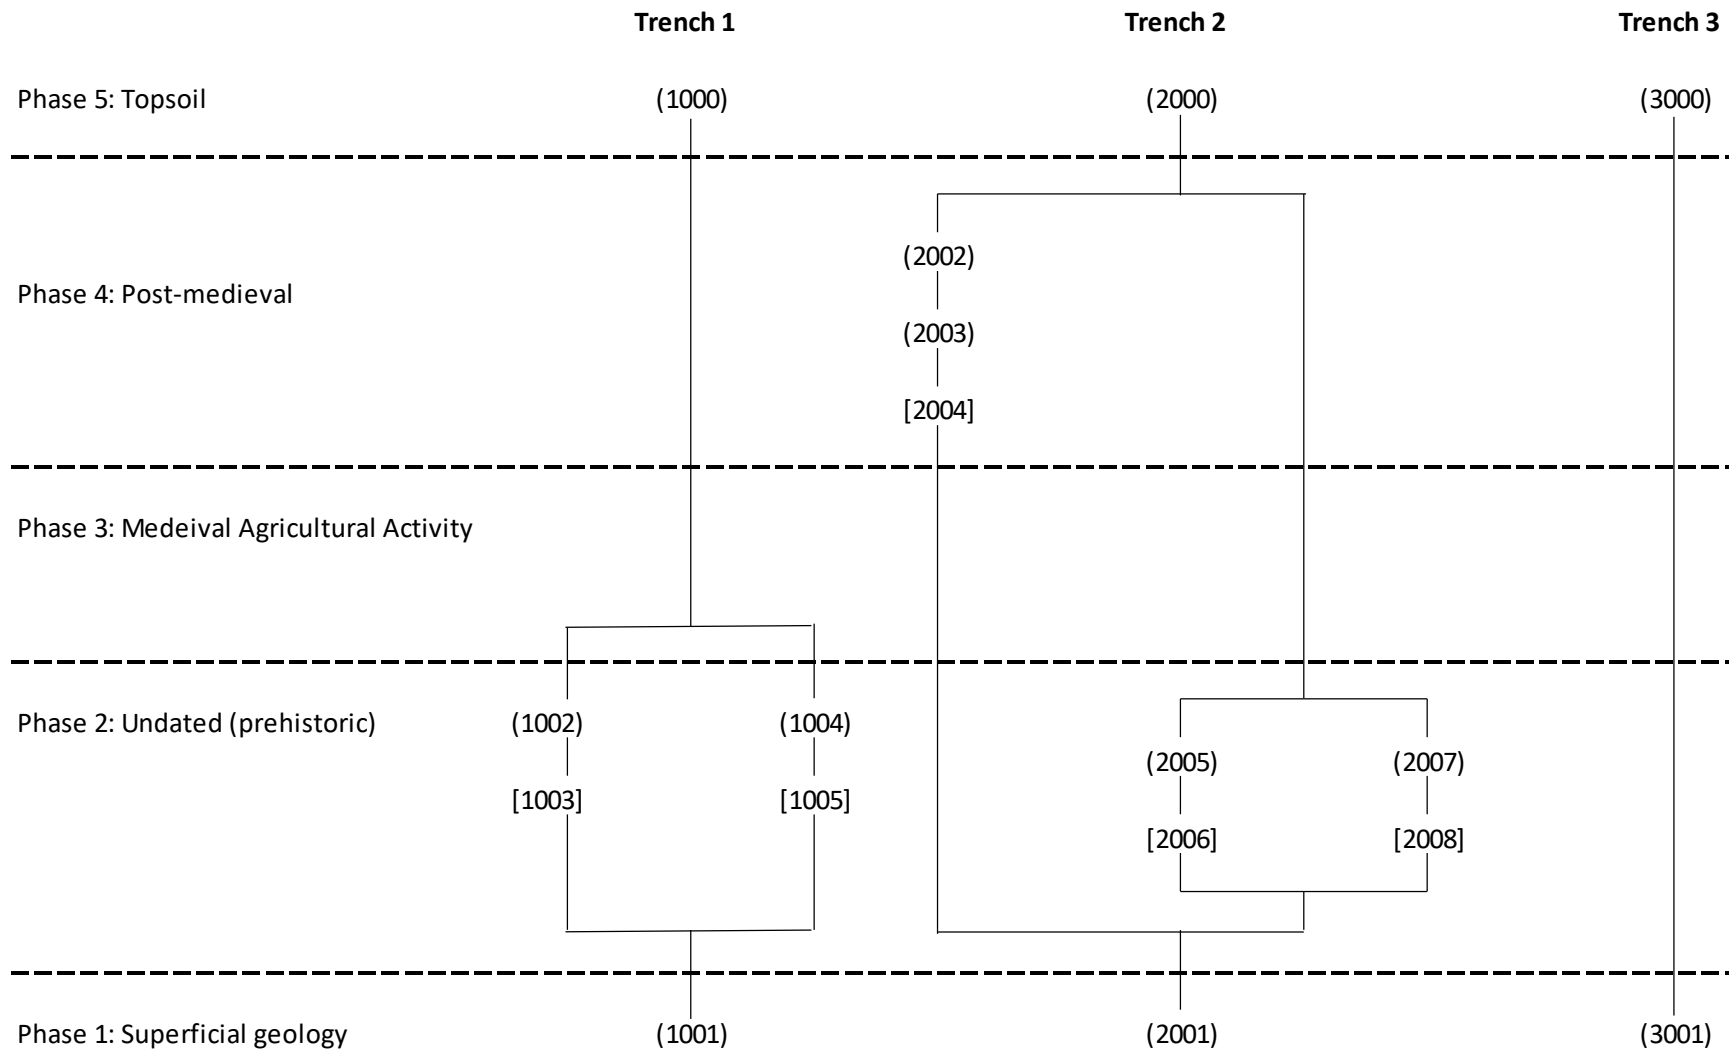 Trench 1 Trench 2 Trench 3
Phase 5: Topsoil (1000) (2000) (3000)
(2002)
Phase 4: Post-medieval
(2003)
[2004]
Phase 3: Medeival Agricultural Activity
Phase 2: Undated (prehistoric) (1002) (1004)
(2005) (2007)
[1003] [1005]
[2006] [2008]
Phase 1: Superficial geology (1001) (2001) (3001)